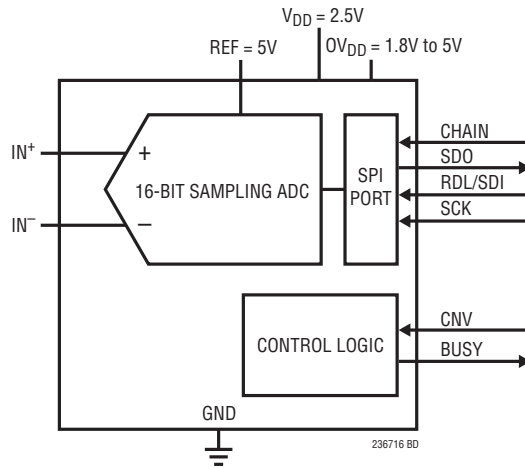 V_DD = 2.5V
REF = 5V
OV_DD = 1.8V to 5V
IN⁺
+
16-BIT SAMPLING ADC
IN⁻
−
SPI
PORT
CHAIN
SDO
RDL/SDI
SCK
CONTROL LOGIC
CNV
BUSY
GND
236716 BD